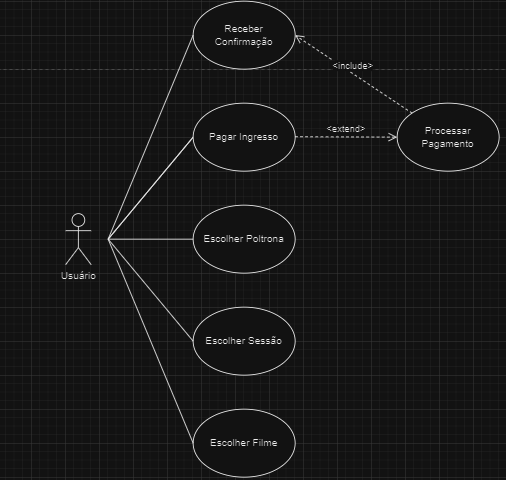 Receber
Confirmação
<include>
Pagar Ingresso
<extend>
Processar
Pagamento
Escolher Poltrona
Usuário
Escolher Sessão
Escolher Filme